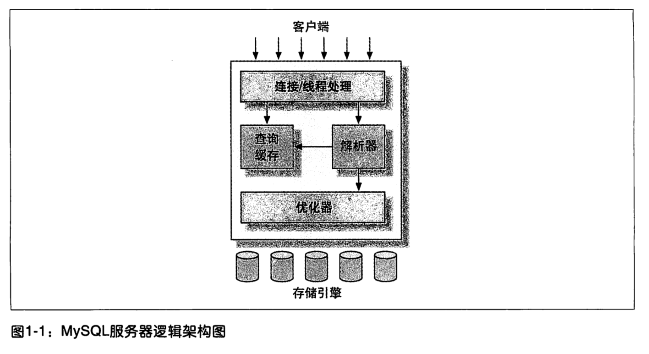 客户端
连接/线程处理
查询
缓存
解析器
优化器
存储引擎
图1-1：MySQL服务器逻辑架构图